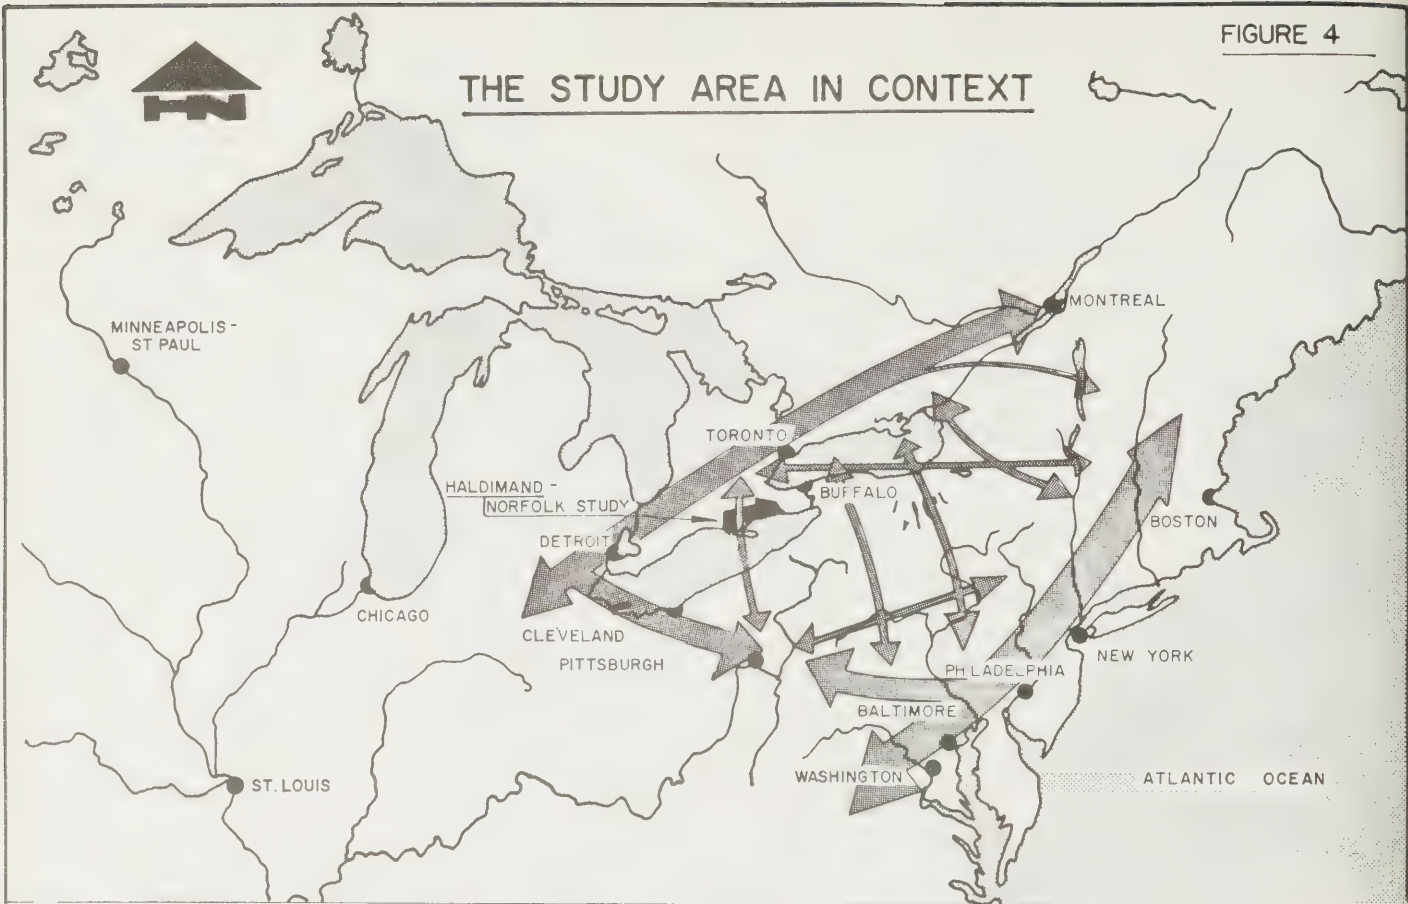 FIGURE 4
THE STUDY AREA IN CONTEXT
HN
MONTREAL
MINNEAPOLIS-
ST PAUL
TORONTO
HALDIMAND-
NORFOLK STUDY
BUFFALO
DETROIT
BOSTON
CHICAGO
CLEVELAND
PITTSBURGH
NEW YORK
PHILADELPHIA
BALTIMORE
WASHINGTON
ST. LOUIS
ATLANTIC OCEAN